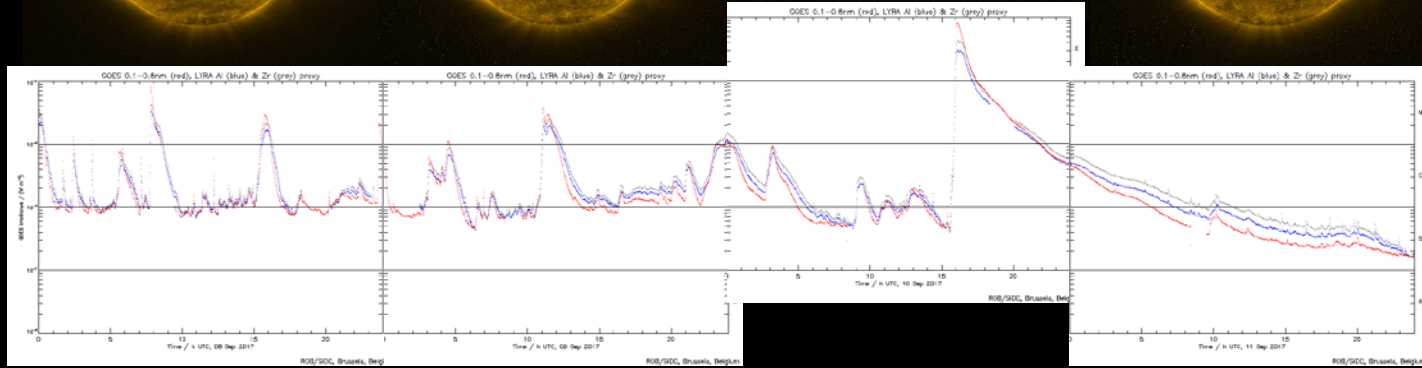 GOES 0.1–0.8nm (red), LYRA Al (blue) & Zr (grey) proxy
GOES 0.1–0.8nm (red), LYRA Al (blue) & Zr (grey) proxy
GOES 0.1–0.8nm (red), LYRA Al (blue) & Zr (grey) proxy
GOES 0.1–0.8nm (red), LYRA Al (blue) & Zr (grey) proxy
0 5 10 15 20
5 10 15 20
5 10 15 20
0 5 10 15 20
Time / h UTC, 08 Sep 2017
Time / h UTC, 09 Sep 2017
Time / h UTC, 10 Sep 2017
Time / h UTC, 11 Sep 2017
ROB/SIDC, Brussels, Belgi
ROB/SIDC, Brussels, Belgium
ROB/SIDC, Brussels, Belg
ROB/SIDC, Brussels, Belgium